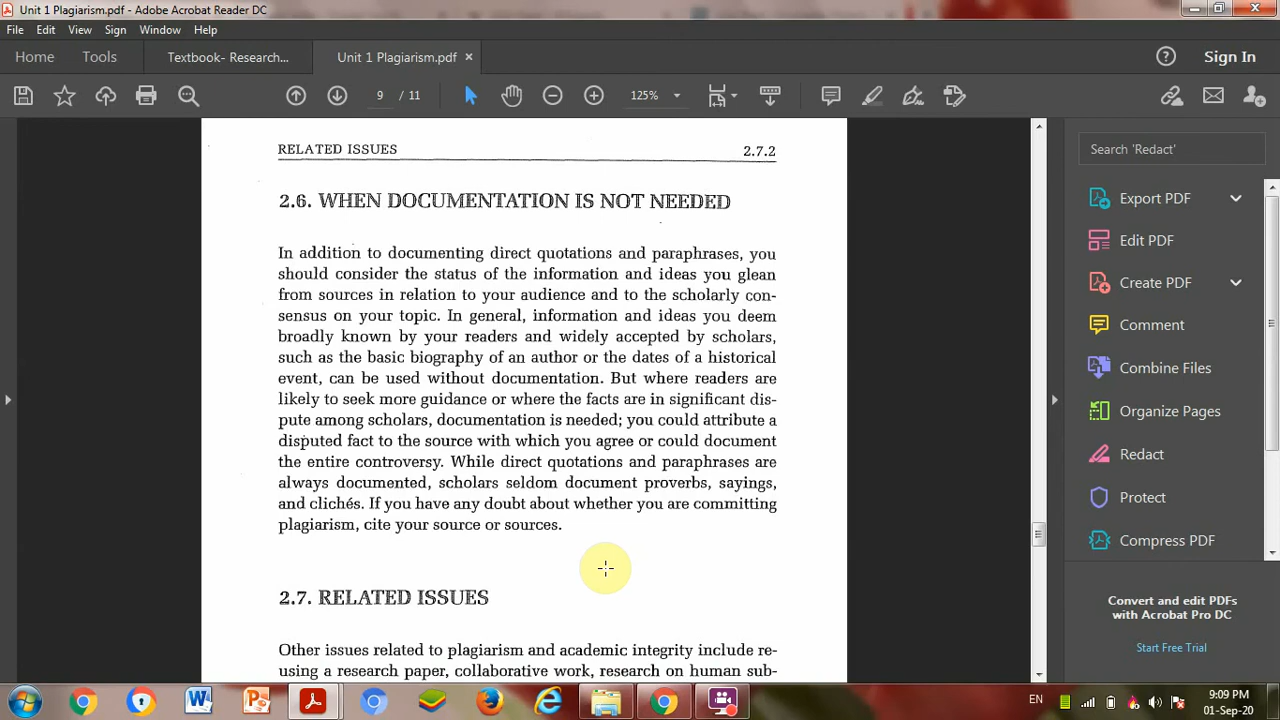 Unit 1 Plagiarism.pdf - Adobe Acrobat Reader DC
File Edit View Sign Window Help
Home Tools Textbook- Research... Unit 1 Plagiarism.pdf × Sign In
9 / 11 125%
RELATED ISSUES 2.7.2
2.6. WHEN DOCUMENTATION IS NOT NEEDED
In addition to documenting direct quotations and paraphrases, you
should consider the status of the information and ideas you glean
from sources in relation to your audience and to the scholarly con-
sensus on your topic. In general, information and ideas you deem
broadly known by your readers and widely accepted by scholars,
such as the basic biography of an author or the dates of a historical
event, can be used without documentation. But where readers are
likely to seek more guidance or where the facts are in significant dis-
pute among scholars, documentation is needed; you could attribute a
disputed fact to the source with which you agree or could document
the entire controversy. While direct quotations and paraphrases are
always documented, scholars seldom document proverbs, sayings,
and clichés. If you have any doubt about whether you are committing
plagiarism, cite your source or sources.
2.7. RELATED ISSUES
Other issues related to plagiarism and academic integrity include re-
using a research paper, collaborative work, research on human sub-
Search 'Redact'
Export PDF
Edit PDF
Create PDF
Comment
Combine Files
Organize Pages
Redact
Protect
Compress PDF
Convert and edit PDFs
with Acrobat Pro DC
Start Free Trial
EN 9:09 PM
01-Sep-20